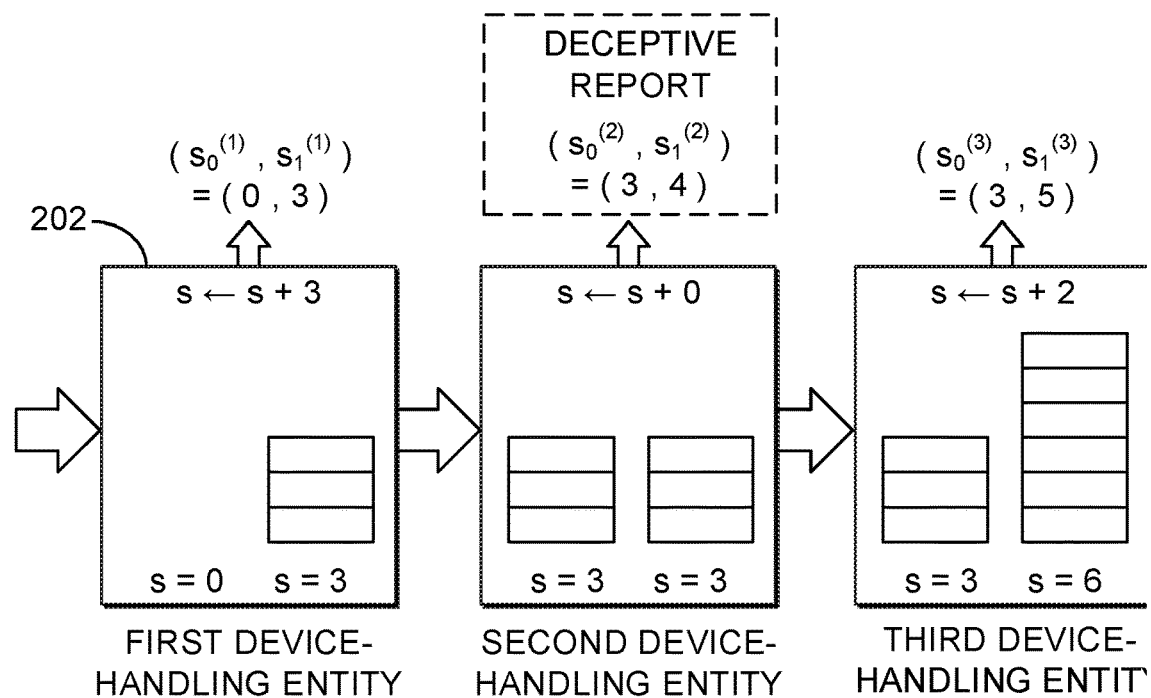 DECEPTIVE
REPORT
( s₀⁽¹⁾ , s₁⁽¹⁾ )
= ( 0 , 3 )
( s₀⁽²⁾ , s₁⁽²⁾ )
= ( 3 , 4 )
( s₀⁽³⁾ , s₁⁽³⁾ )
= ( 3 , 5 )
202
s ← s + 3
s ← s + 0
s ← s + 2
s = 0 s = 3
s = 3 s = 3
s = 3 s = 6
FIRST DEVICE-
HANDLING ENTITY
SECOND DEVICE-
HANDLING ENTITY
THIRD DEVICE-
HANDLING ENTITY